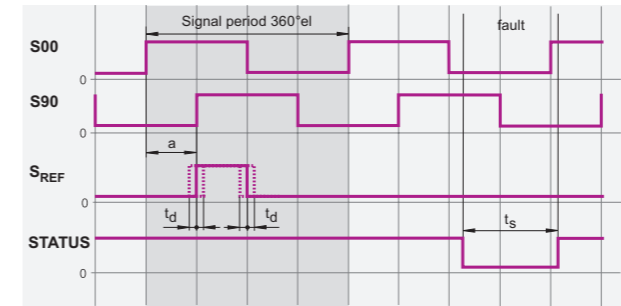 Signal period 360°el
fault
S00
0
S90
0
a
SREF
0
td
td
ts
STATUS
0